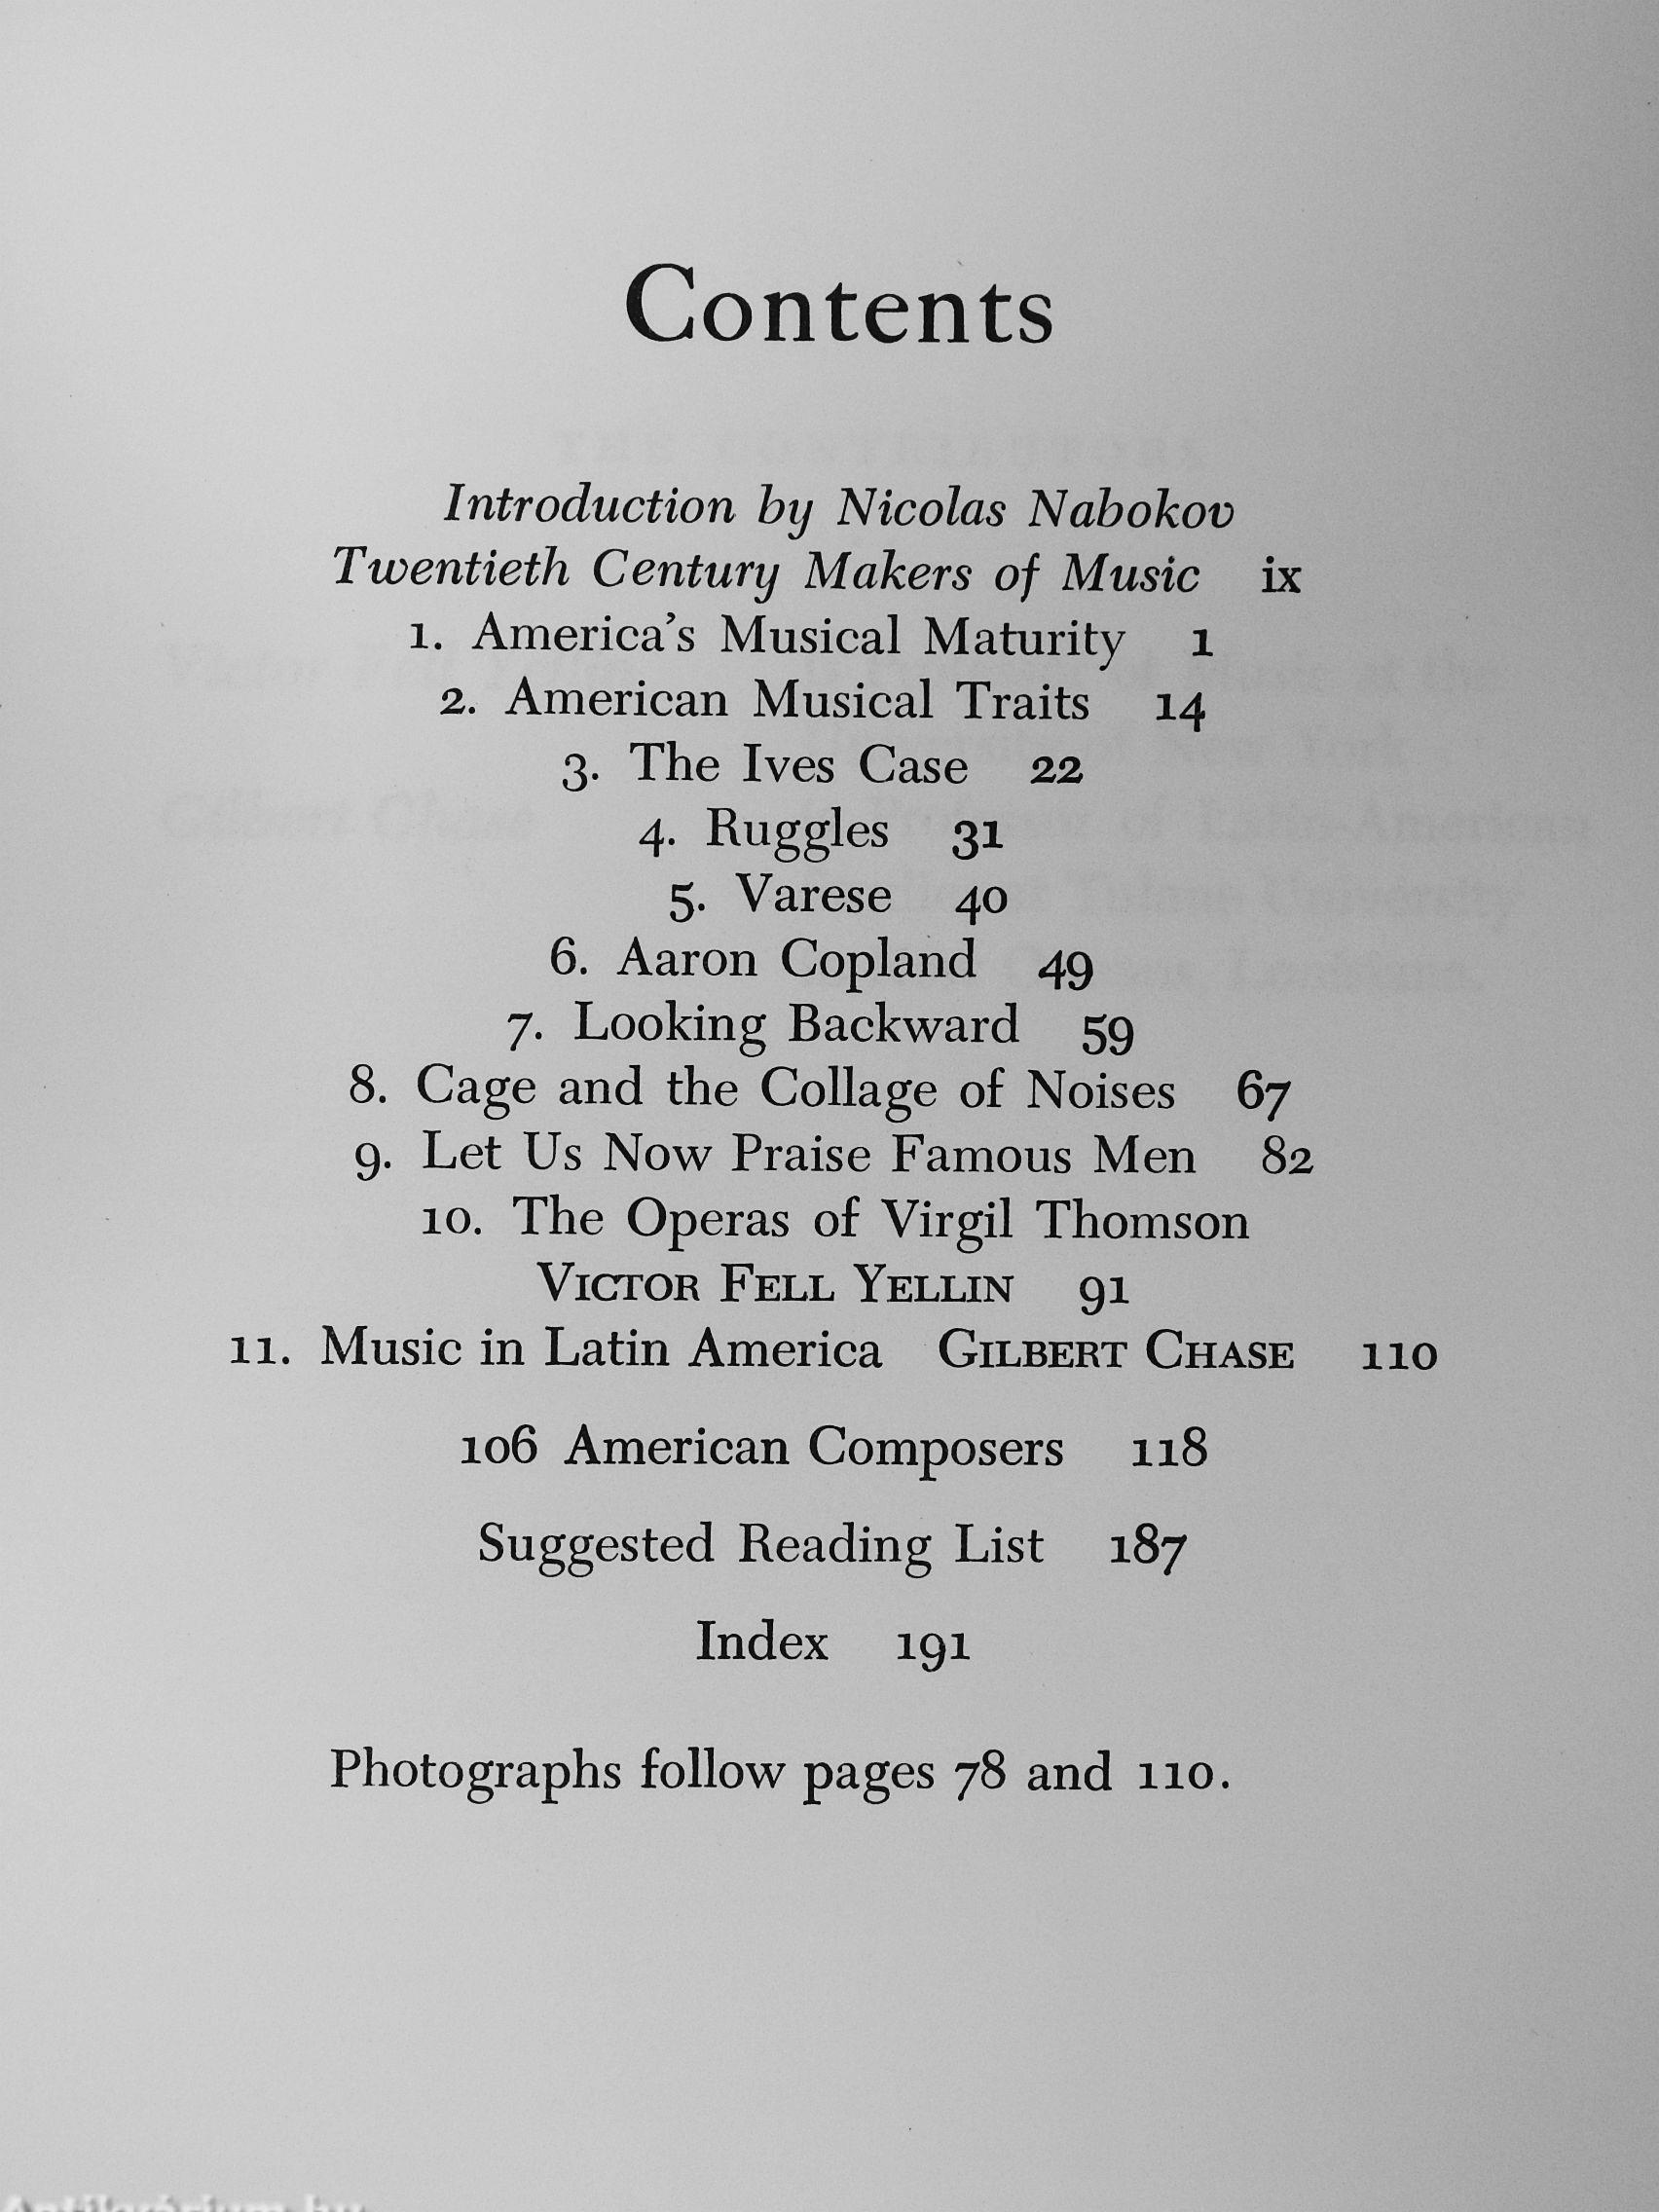 Contents
Introduction by Nicolas Nabokov
Twentieth Century Makers of Music ix
1. America's Musical Maturity 1
2. American Musical Traits 14
3. The Ives Case 22
4. Ruggles 31
5. Varese 40
6. Aaron Copland 49
7. Looking Backward 59
8. Cage and the Collage of Noises 67
9. Let Us Now Praise Famous Men 82
10. The Operas of Virgil Thomson
VICTOR FELL YELLIN 91
11. Music in Latin America GILBERT CHASE 110
106 American Composers 118
Suggested Reading List 187
Index 191
Photographs follow pages 78 and 110.